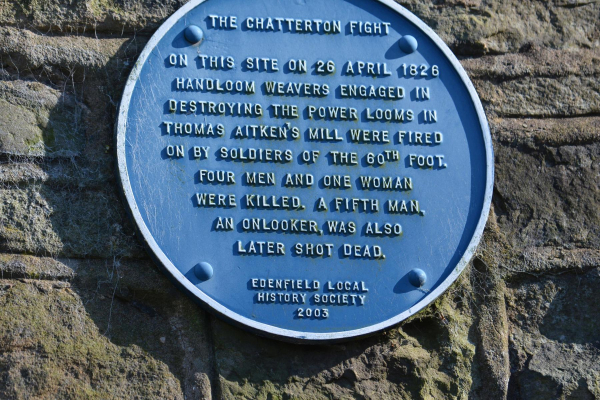 THE CHATTERTON FIGHT
ON THIS SITE ON 26 APRIL 1826
HANDLOOM WEAVERS ENGAGED IN
DESTROYING THE POWER LOOMS IN
THOMAS AITKEN'S MILL WERE FIRED
ON BY SOLDIERS OF THE 60TH FOOT.
FOUR MEN AND ONE WOMAN
WERE KILLED. A FIFTH MAN,
AN ONLOOKER, WAS ALSO
LATER SHOT DEAD.
EDENFIELD LOCAL
HISTORY SOCIETY
2003